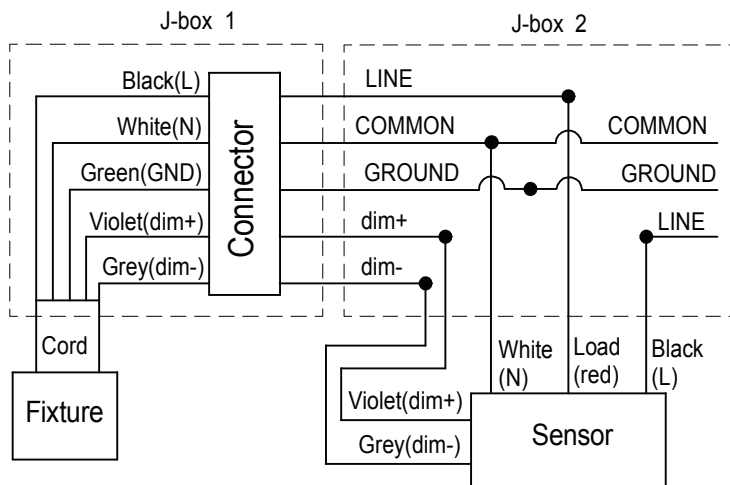 J-box 1
J-box 2
Black(L)
LINE
White(N)
COMMON
COMMON
Green(GND)
GROUND
GROUND
Connector
Violet(dim+)
dim+
LINE
Grey(dim-)
dim-
Cord
White
(N)
Load
(red)
Black
(L)
Fixture
Violet(dim+)
Grey(dim-)
Sensor